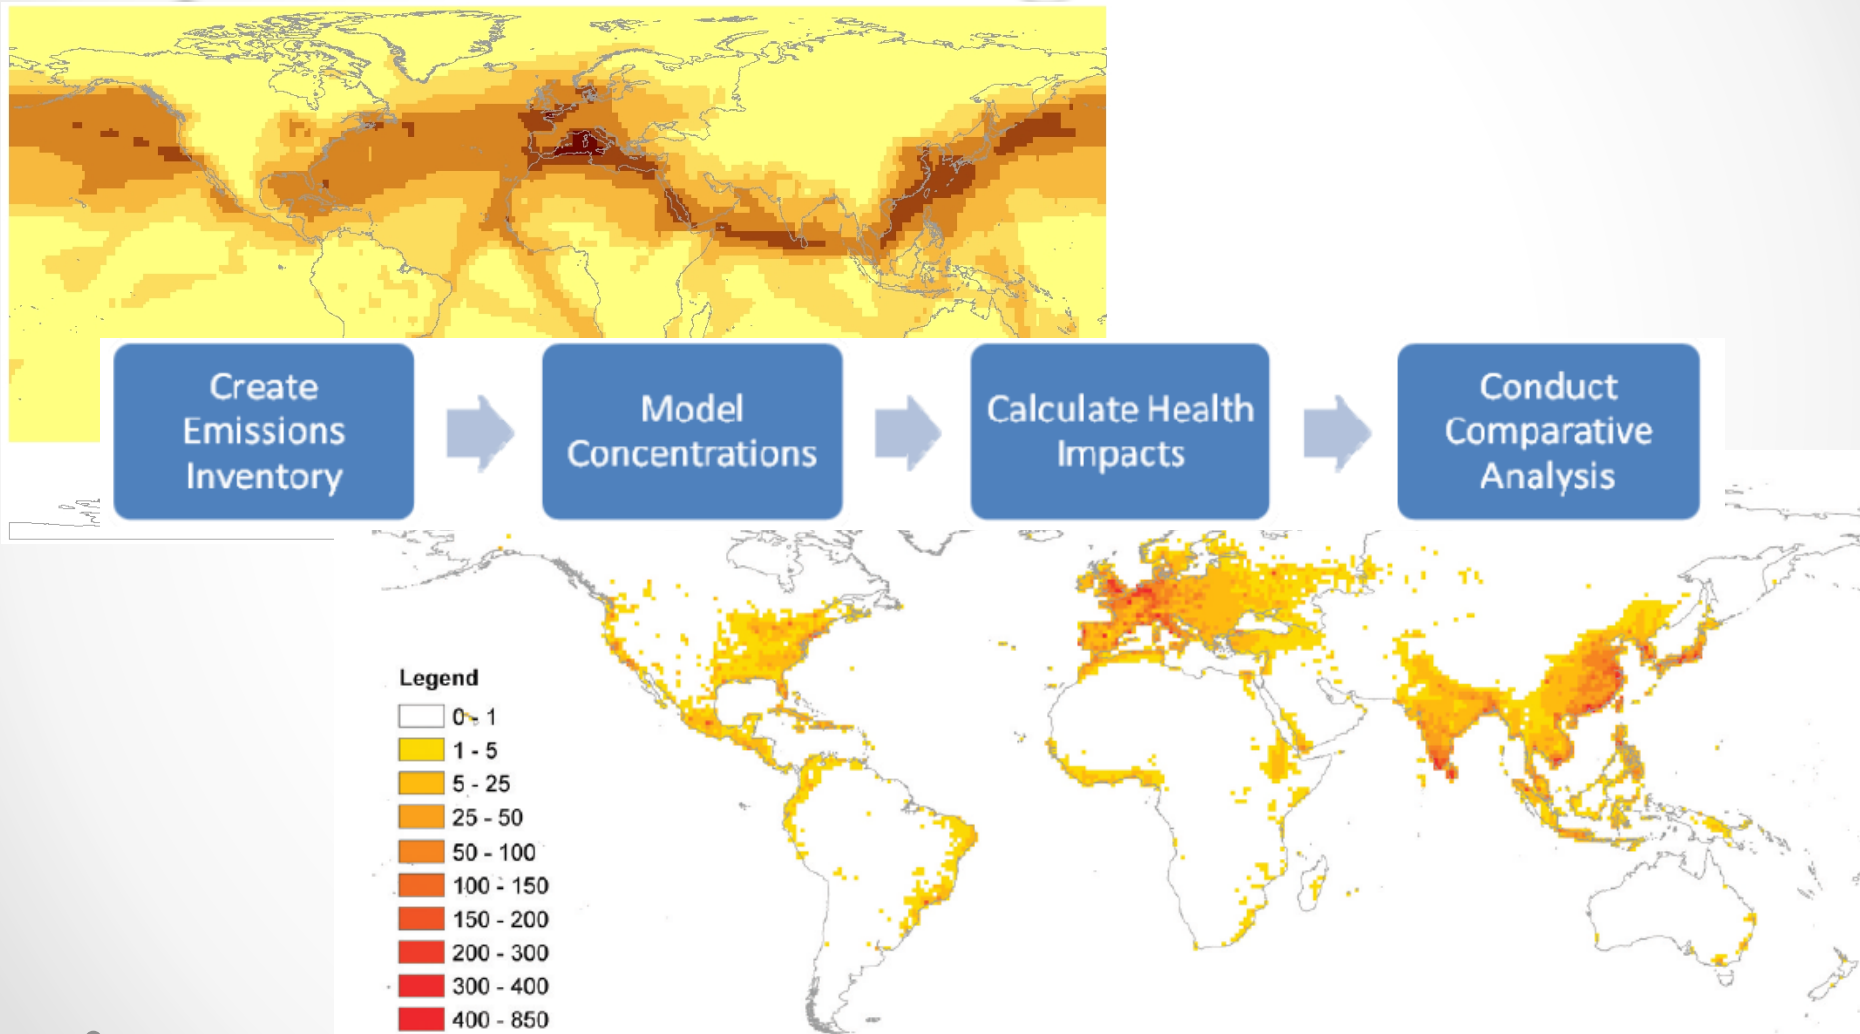 Create
Emissions
Inventory
Model
Concentrations
Calculate Health
Impacts
Conduct
Comparative
Analysis
Legend
0 - 1
1 - 5
5 - 25
25 - 50
50 - 100
100 - 150
150 - 200
200 - 300
300 - 400
400 - 850